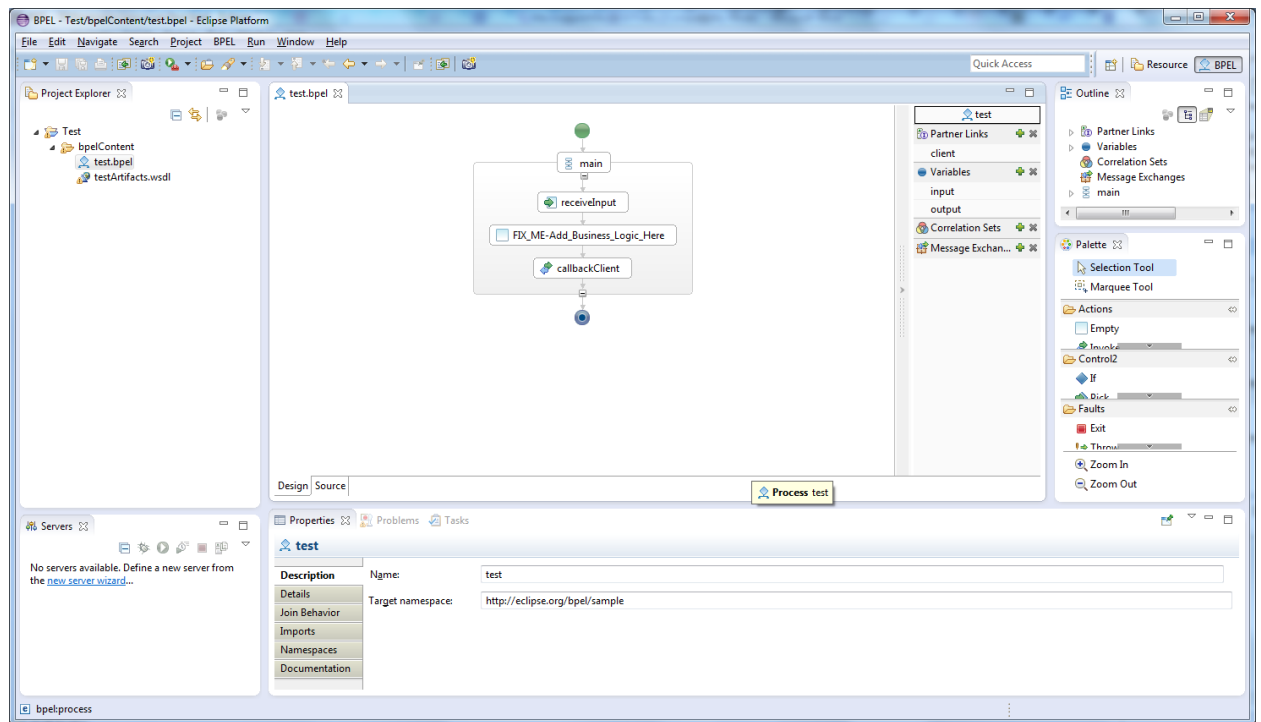 BPEL - Test/bpelContent/test.bpel - Eclipse Platform
File Edit Navigate Search Project BPEL Run Window Help
Quick Access
Resource
BPEL
Project Explorer
Test
bpelContent
test.bpel
testArtifacts.wsdl
test.bpel
main
receiveInput
FIX_ME-Add_Business_Logic_Here
callbackClient
test
Partner Links
client
Variables
input
output
Correlation Sets
Message Exchan...
Design Source
Process test
Outline
Partner Links
Variables
Correlation Sets
Message Exchanges
main
Palette
Selection Tool
Marquee Tool
Actions
Empty
Invoke
Control2
If
Pick
Faults
Exit
Throw
Zoom In
Zoom Out
Servers
No servers available. Define a new server from
the new server wizard...
Properties Problems Tasks
test
Description
Details
Join Behavior
Imports
Namespaces
Documentation
Name: test
Target namespace: http://eclipse.org/bpel/sample
bpel:process